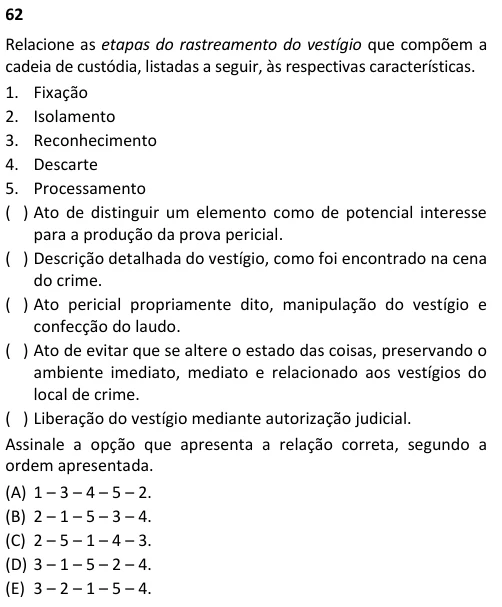 62
Relacione as etapas do rastreamento do vestígio que compõem a
cadeia de custódia, listadas a seguir, às respectivas características.
1. Fixação
2. Isolamento
3. Reconhecimento
4. Descarte
5. Processamento
( ) Ato de distinguir um elemento como de potencial interesse
para a produção da prova pericial.
( ) Descrição detalhada do vestígio, como foi encontrado na cena
do crime.
( ) Ato pericial propriamente dito, manipulação do vestígio e
confecção do laudo.
( ) Ato de evitar que se altere o estado das coisas, preservando o
ambiente imediato, mediato e relacionado aos vestígios do
local de crime.
( ) Liberação do vestígio mediante autorização judicial.
Assinale a opção que apresenta a relação correta, segundo a
ordem apresentada.
(A) 1 – 3 – 4 – 5 – 2.
(B) 2 – 1 – 5 – 3 – 4.
(C) 2 – 5 – 1 – 4 – 3.
(D) 3 – 1 – 5 – 2 – 4.
(E) 3 – 2 – 1 – 5 – 4.